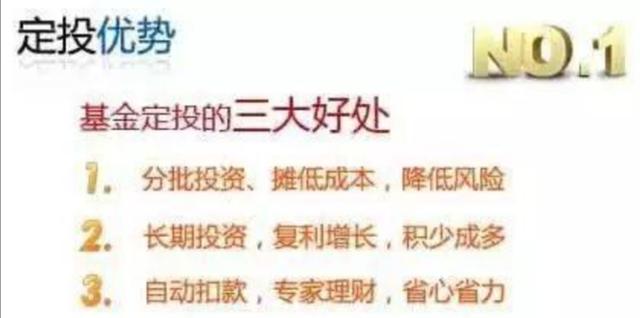 定投优势
NO.1
基金定投的三大好处
1. 分批投资、摊低成本，降低风险
2. 长期投资，复利增长，积少成多
3. 自动扣款，专家理财，省心省力